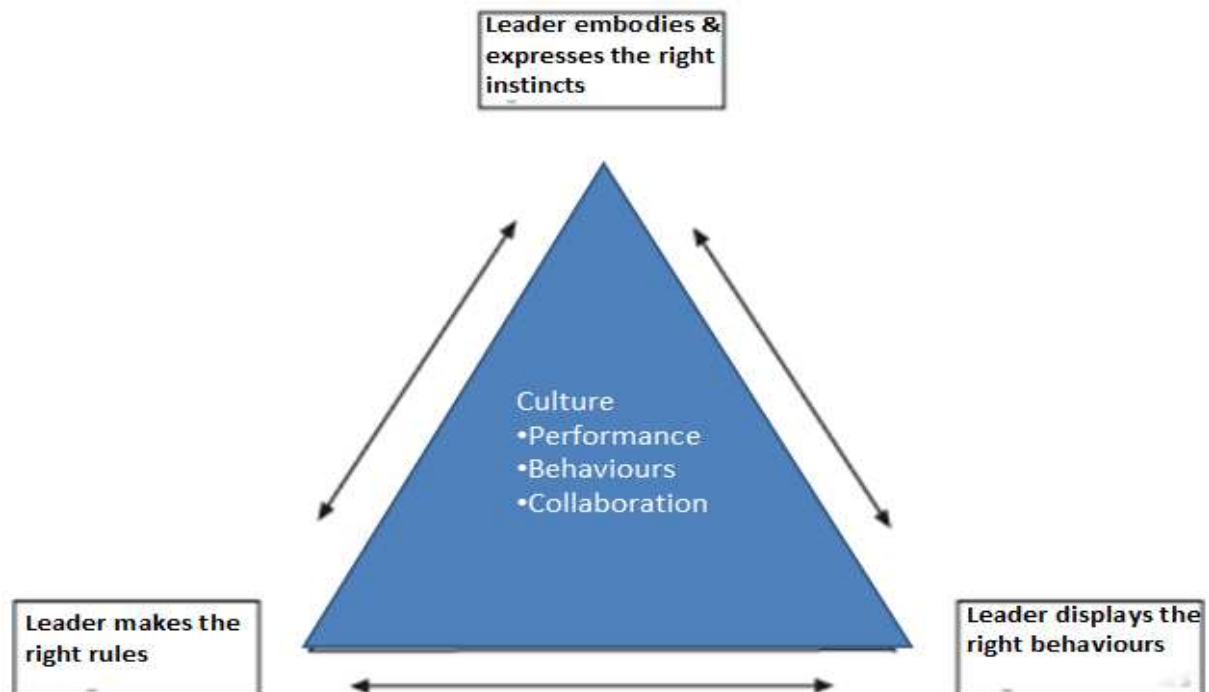 Leader embodies &
expresses the right
instincts
Culture
•Performance
•Behaviours
•Collaboration
Leader makes the
right rules
Leader displays the
right behaviours